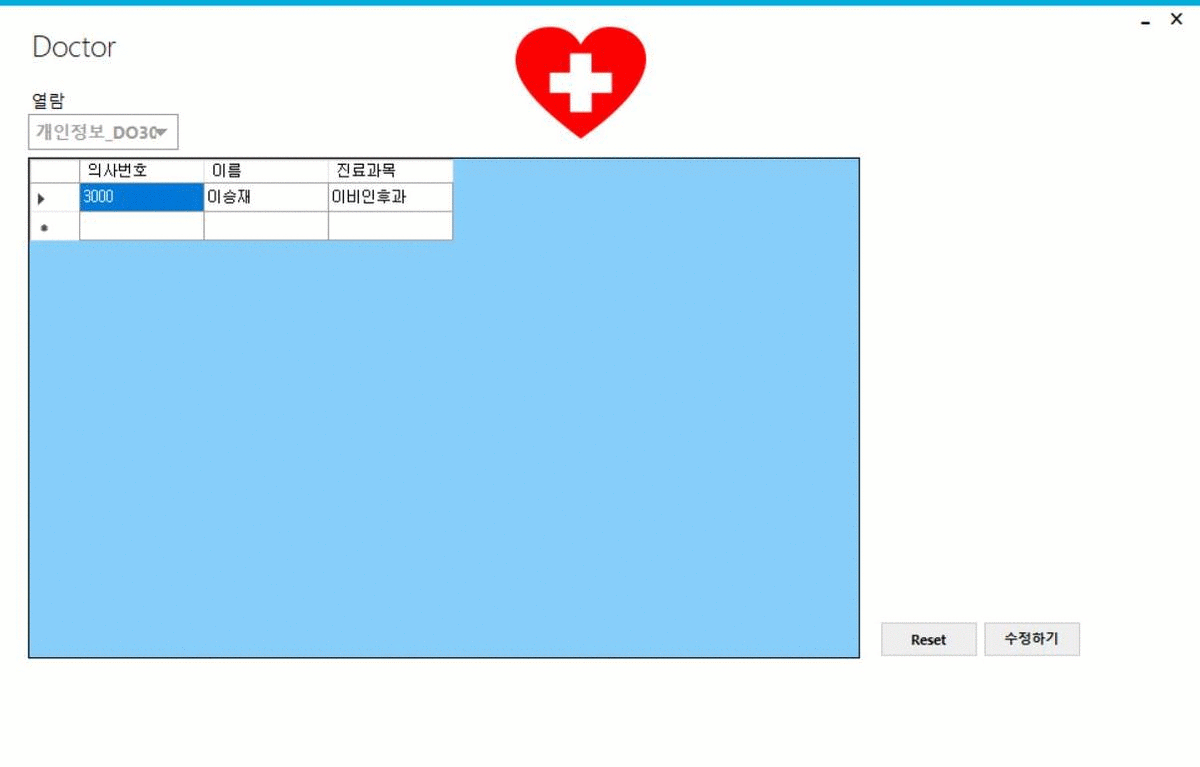 Doctor
열람
개인정보_DO30
의사번호 이름 진료과목
3000 이승재 이비인후과
Reset 수정하기